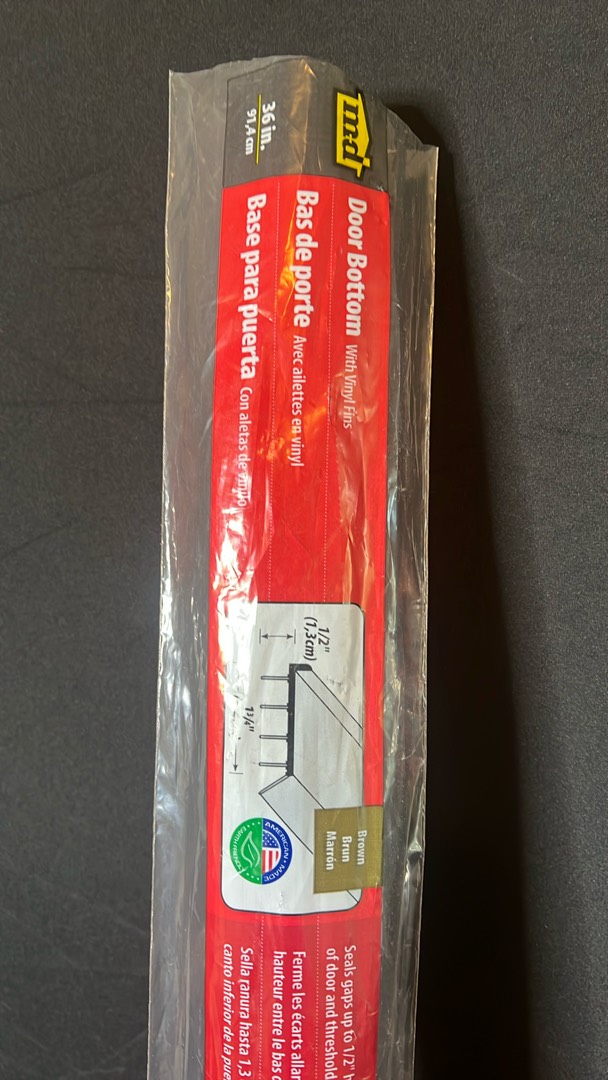 m-d
36 in.
91,4 cm
Door Bottom With Vinyl Fins
Bas de porte Avec ailettes en vinyl
Base para puerta Con aletas de vinilo
1/2"
(1,3cm)
1 3/4"
Brown
Brun
Marrón
AMERICAN MADE
Seals gaps up to 1/2" h
of door and threshold
Ferme les écarts allan
hauteur entre le bas d
Sella ranura hasta 1,3
canto inferior de la pue